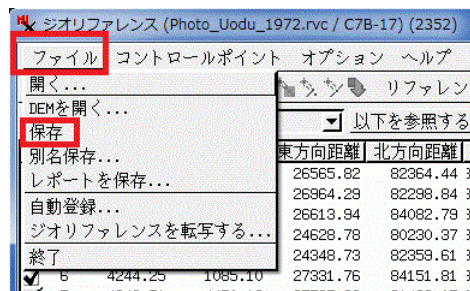 ジオリファレンス (Photo_Uodu_1972.rvc / C7B-17) (2352)
ファイル コントロールポイント オプション ヘルプ
開く... リファレン
DEMを開く...
保存 以下を参照する
別名保存... 東方向距離 北方向距離
レポートを保存... 26565.82 82364.44
26964.29 82298.84
自動登録... 26613.94 84082.79
ジオリファレンスを転写する... 24628.78 80230.37
終了 24348.73 82359.61
6 4244.25 1085.10 27331.76 84151.81